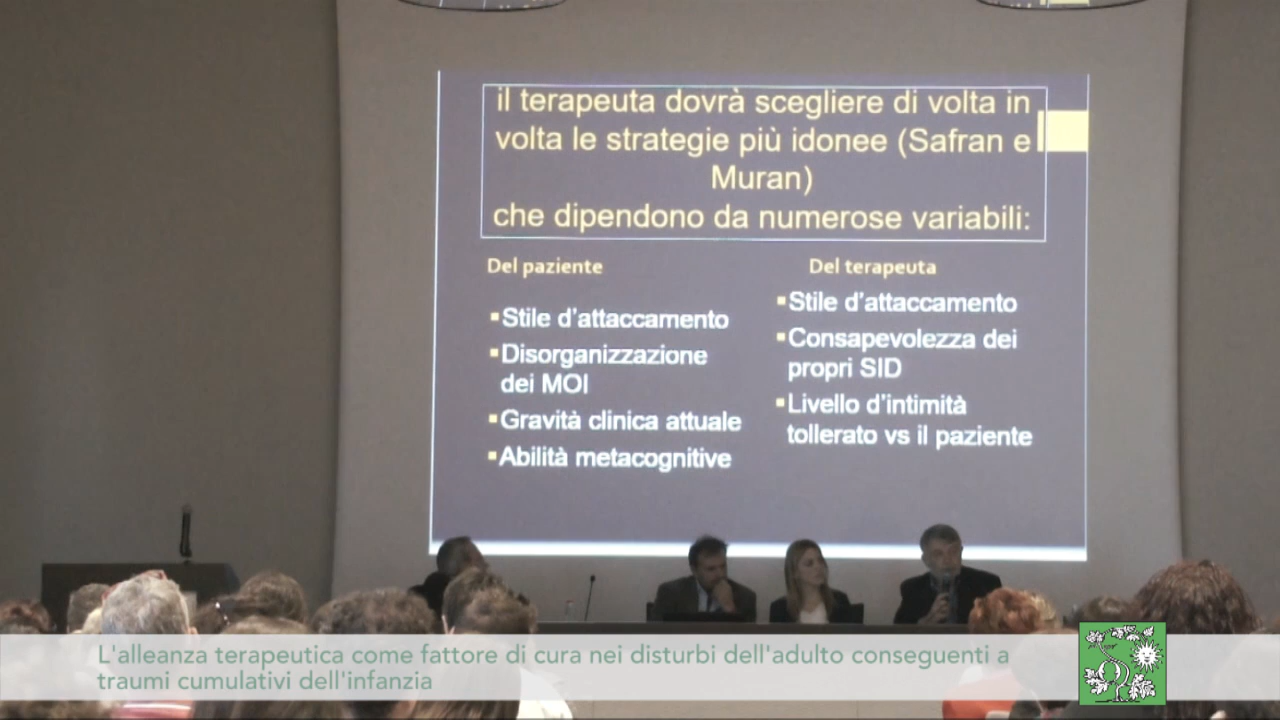 il terapeuta dovrà scegliere di volta in
volta le strategie più idonee (Safran e
Muran)
che dipendono da numerose variabili:
Del paziente
▪Stile d'attaccamento
▪Disorganizzazione
dei MOI
▪Gravità clinica attuale
▪Abilità metacognitive
Del terapeuta
▪Stile d'attaccamento
▪Consapevolezza dei
propri SID
▪Livello d'intimità
tollerato vs il paziente
L'alleanza terapeutica come fattore di cura nei disturbi dell'adulto conseguenti a
traumi cumulativi dell'infanzia